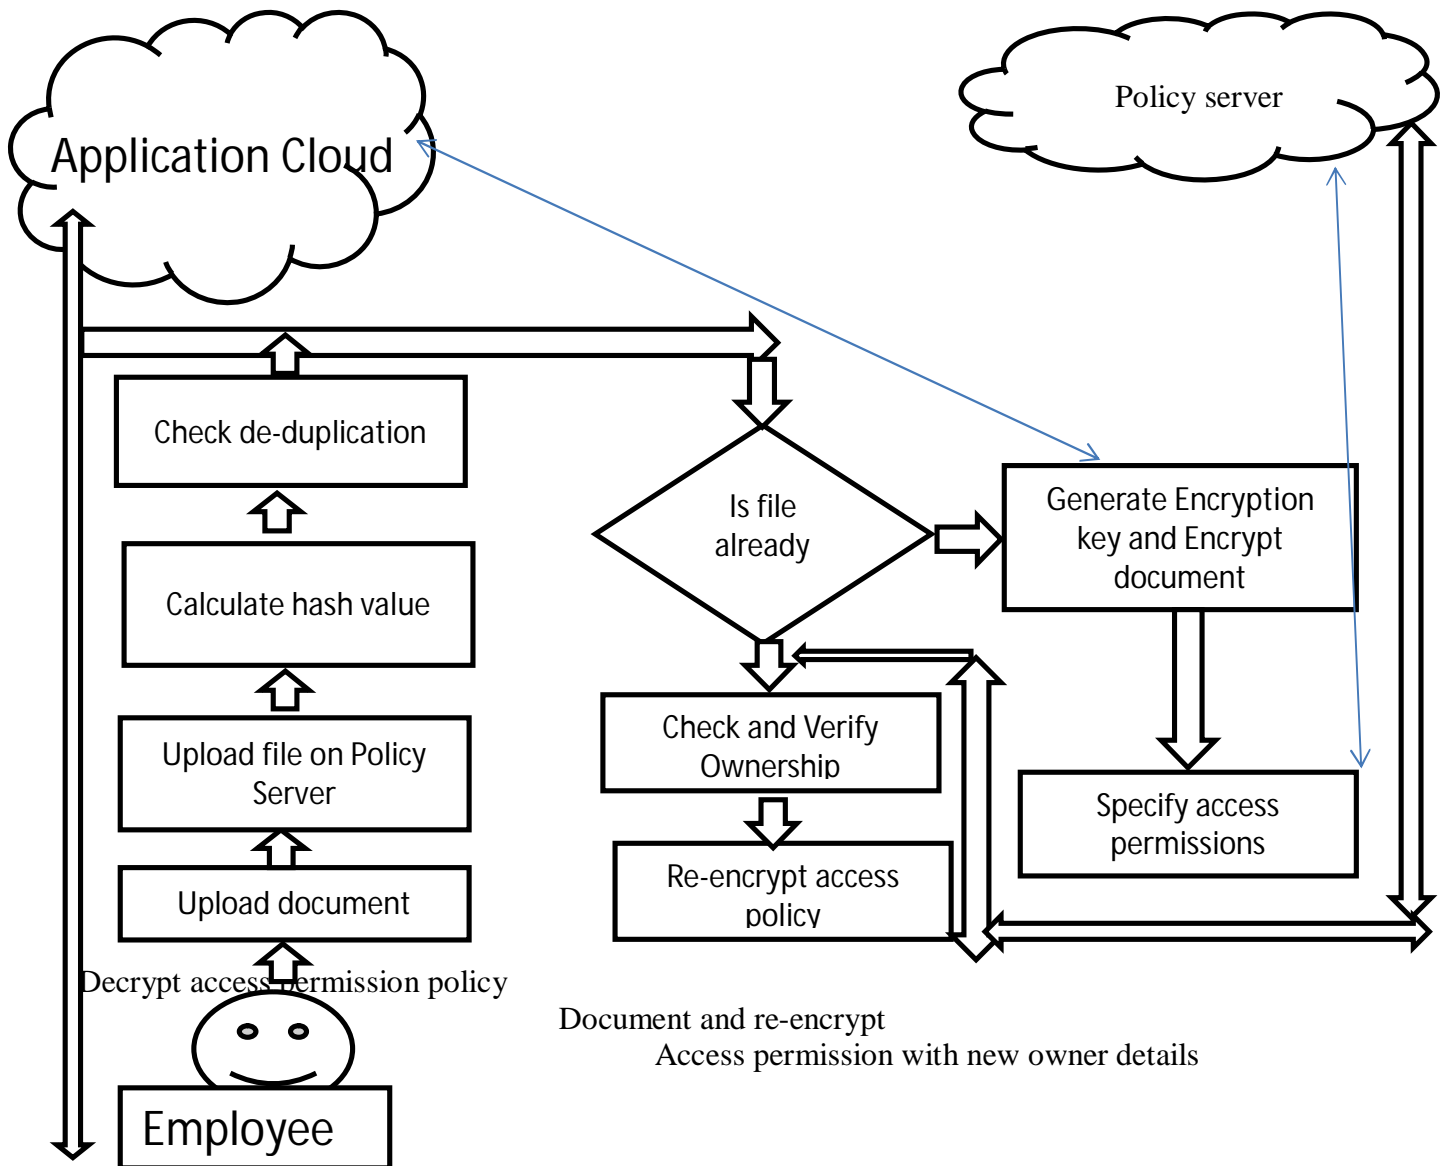 Application Cloud
Policy server
Check de-duplication
Calculate hash value
Upload file on Policy
Server
Upload document
Decrypt access permission policy
Employee
Is file
already
Generate Encryption
key and Encrypt
document
Check and Verify
Ownership
Re-encrypt access
policy
Specify access
permissions
Document and re-encrypt
Access permission with new owner details